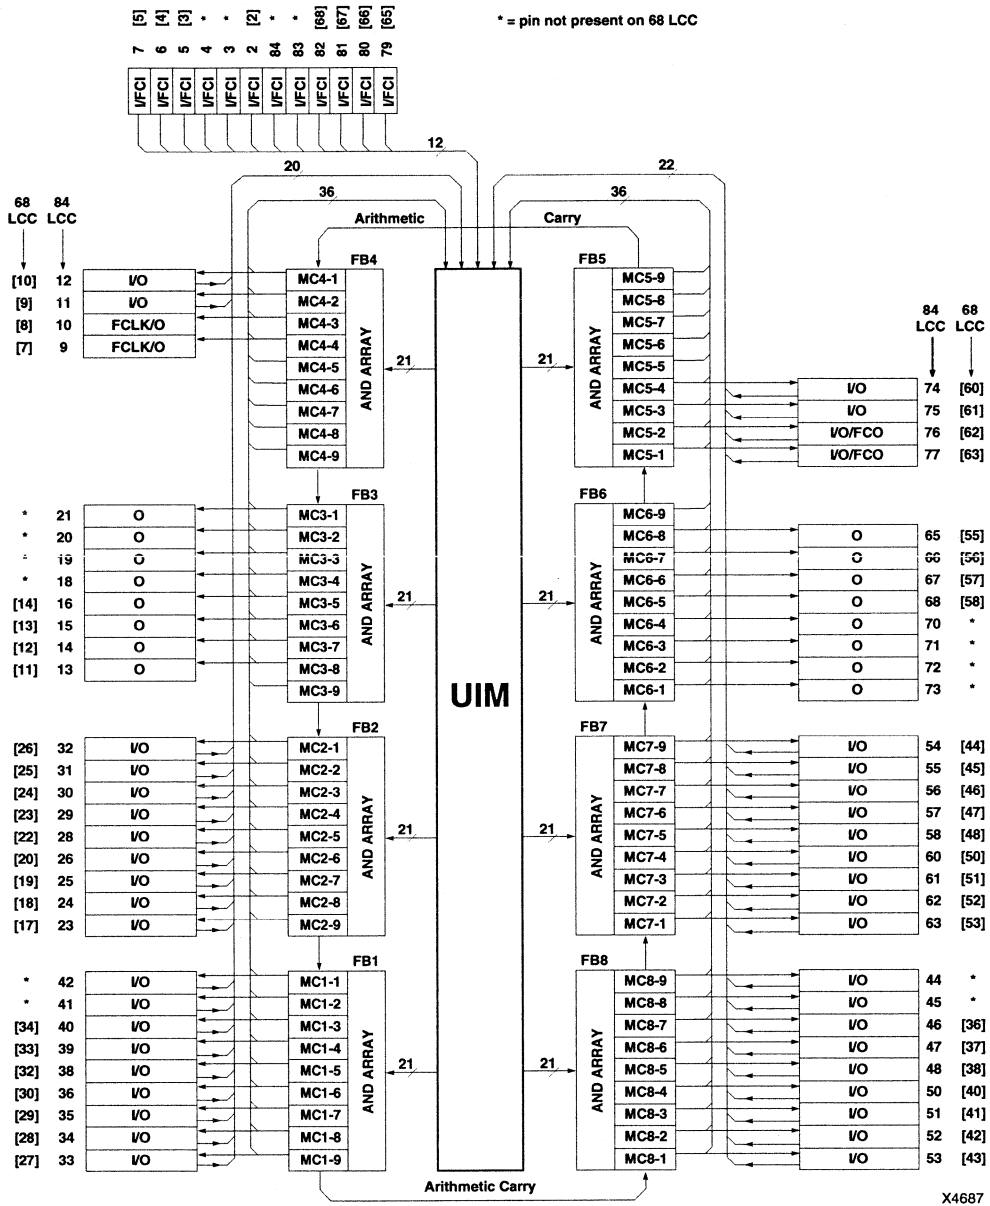 [5] [4] [3] * * [2] * * [68] [67] [66] [65]
7 6 5 4 3 2 84 83 82 81 80 79
I/FCI I/FCI I/FCI I/FCI I/FCI I/FCI I/FCI I/FCI I/FCI I/FCI I/FCI I/FCI
* = pin not present on 68 LCC
12
20
22
36
36
68 LCC
84 LCC
Arithmetic Carry
FB4
[10] 12 I/O MC4-1
[9] 11 I/O MC4-2
[8] 10 FCLK/O MC4-3
[7] 9 FCLK/O MC4-4
MC4-5
MC4-6
MC4-7
MC4-8
MC4-9
AND ARRAY
21
FB3
* 21 O MC3-1
* 20 O MC3-2
* 19 O MC3-3
* 18 O MC3-4
[14] 16 O MC3-5
[13] 15 O MC3-6
[12] 14 O MC3-7
[11] 13 O MC3-8
MC3-9
AND ARRAY
21
FB2
[26] 32 I/O MC2-1
[25] 31 I/O MC2-2
[24] 30 I/O MC2-3
[23] 29 I/O MC2-4
[22] 28 I/O MC2-5
[20] 26 I/O MC2-6
[19] 25 I/O MC2-7
[18] 24 I/O MC2-8
[17] 23 I/O MC2-9
AND ARRAY
21
FB1
* 42 I/O MC1-1
* 41 I/O MC1-2
[34] 40 I/O MC1-3
[33] 39 I/O MC1-4
[32] 38 I/O MC1-5
[30] 36 I/O MC1-6
[29] 35 I/O MC1-7
[28] 34 I/O MC1-8
[27] 33 I/O MC1-9
AND ARRAY
21
UIM
84 LCC
68 LCC
FB5
21
AND ARRAY
MC5-9
MC5-8
MC5-7
MC5-6
MC5-5
MC5-4 I/O 74 [60]
MC5-3 I/O 75 [61]
MC5-2 I/O/FCO 76 [62]
MC5-1 I/O/FCO 77 [63]
FB6
21
AND ARRAY
MC6-9
MC6-8 O 65 [55]
MC6-7 O 66 [56]
MC6-6 O 67 [57]
MC6-5 O 68 [58]
MC6-4 O 70 *
MC6-3 O 71 *
MC6-2 O 72 *
MC6-1 O 73 *
FB7
21
AND ARRAY
MC7-9 I/O 54 [44]
MC7-8 I/O 55 [45]
MC7-7 I/O 56 [46]
MC7-6 I/O 57 [47]
MC7-5 I/O 58 [48]
MC7-4 I/O 60 [50]
MC7-3 I/O 61 [51]
MC7-2 I/O 62 [52]
MC7-1 I/O 63 [53]
FB8
21
AND ARRAY
MC8-9 I/O 44 *
MC8-8 I/O 45 *
MC8-7 I/O 46 [36]
MC8-6 I/O 47 [37]
MC8-5 I/O 48 [38]
MC8-4 I/O 50 [40]
MC8-3 I/O 51 [41]
MC8-2 I/O 52 [42]
MC8-1 I/O 53 [43]
Arithmetic Carry
X4687